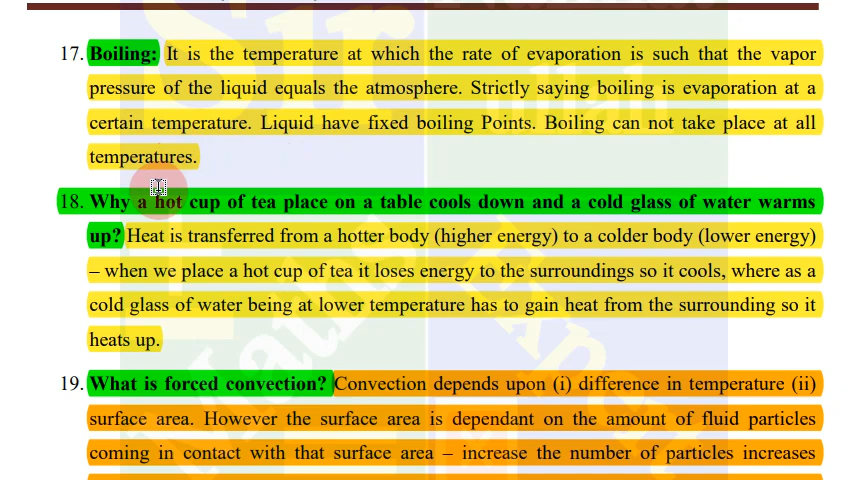 17. Boiling: It is the temperature at which the rate of evaporation is such that the vapor
pressure of the liquid equals the atmosphere. Strictly saying boiling is evaporation at a
certain temperature. Liquid have fixed boiling Points. Boiling can not take place at all
temperatures.
18. Why a hot cup of tea place on a table cools down and a cold glass of water warms
up? Heat is transferred from a hotter body (higher energy) to a colder body (lower energy)
– when we place a hot cup of tea it loses energy to the surroundings so it cools, where as a
cold glass of water being at lower temperature has to gain heat from the surrounding so it
heats up.
19. What is forced convection? Convection depends upon (i) difference in temperature (ii)
surface area. However the surface area is dependant on the amount of fluid particles
coming in contact with that surface area – increase the number of particles increases